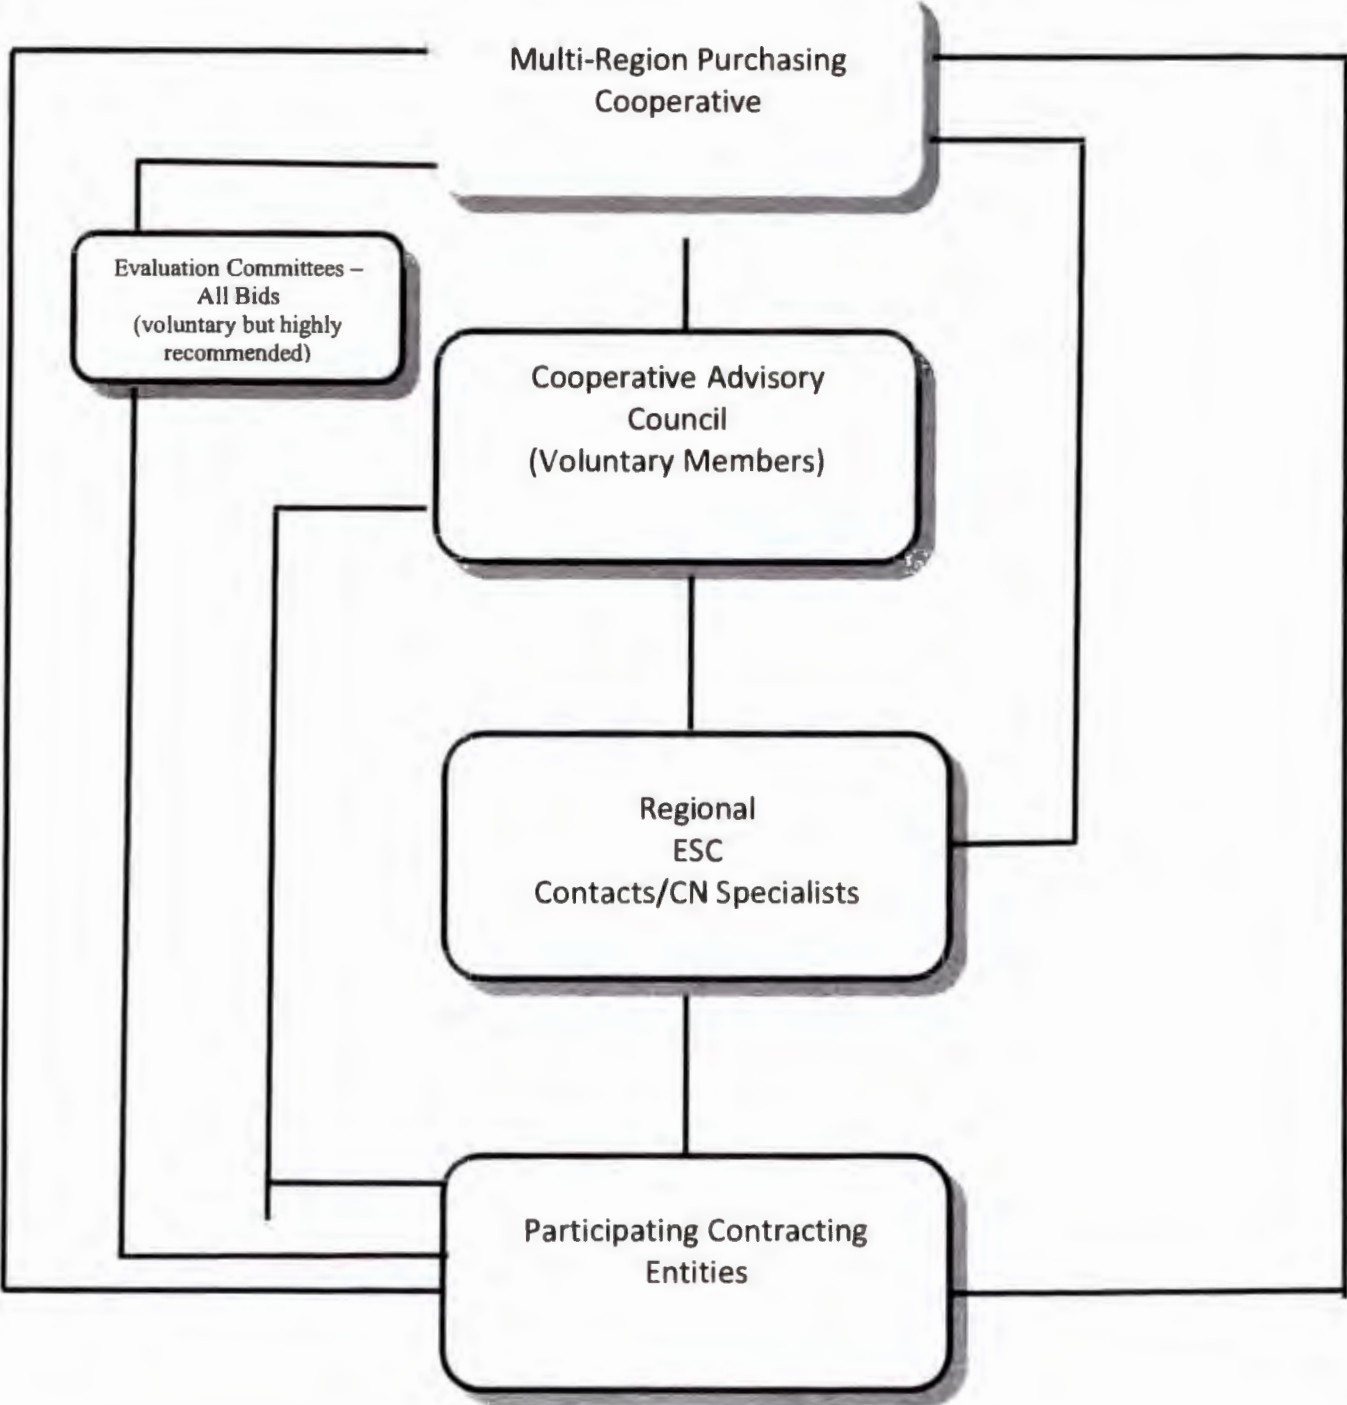 Multi-Region Purchasing
Cooperative
Evaluation Committees –
All Bids
(voluntary but highly
recommended)
Cooperative Advisory
Council
(Voluntary Members)
Regional
ESC
Contacts/CN Specialists
Participating Contracting
Entities